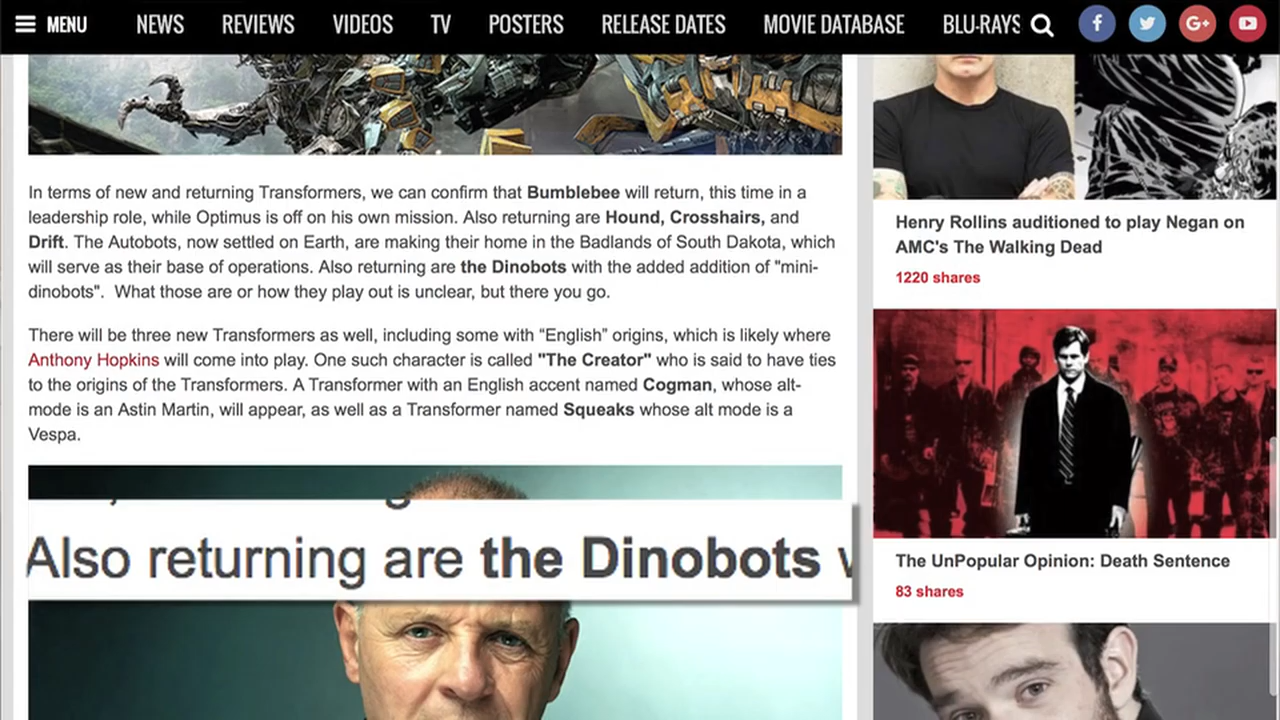 MENU NEWS REVIEWS VIDEOS TV POSTERS RELEASE DATES MOVIE DATABASE BLU-RAYS
In terms of new and returning Transformers, we can confirm that Bumblebee will return, this time in a
leadership role, while Optimus is off on his own mission. Also returning are Hound, Crosshairs, and
Drift. The Autobots, now settled on Earth, are making their home in the Badlands of South Dakota, which
will serve as their base of operations. Also returning are the Dinobots with the added addition of "mini-
dinobots".  What those are or how they play out is unclear, but there you go.
There will be three new Transformers as well, including some with “English” origins, which is likely where
Anthony Hopkins will come into play. One such character is called "The Creator" who is said to have ties
to the origins of the Transformers. A Transformer with an English accent named Cogman, whose alt-
mode is an Astin Martin, will appear, as well as a Transformer named Squeaks whose alt mode is a
Vespa.
Also returning are the Dinobots
Henry Rollins auditioned to play Negan on
AMC's The Walking Dead
1220 shares
The UnPopular Opinion: Death Sentence
83 shares